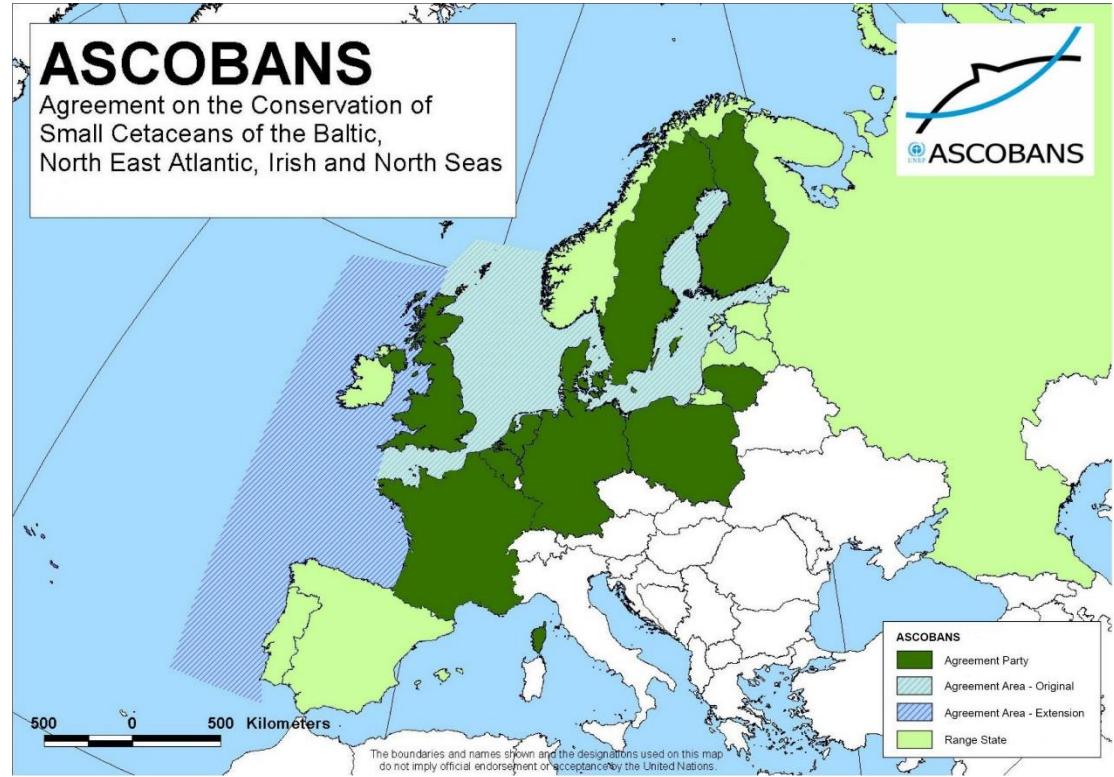 ASCOBANS
Agreement on the Conservation of
Small Cetaceans of the Baltic,
North East Atlantic, Irish and North Seas
UNEP ASCOBANS
ASCOBANS
Agreement Party
Agreement Area - Original
Agreement Area - Extension
Range State
500 0 500 Kilometers
The boundaries and names shown and the designations used on this map
do not imply official endorsement or acceptance by the United Nations.